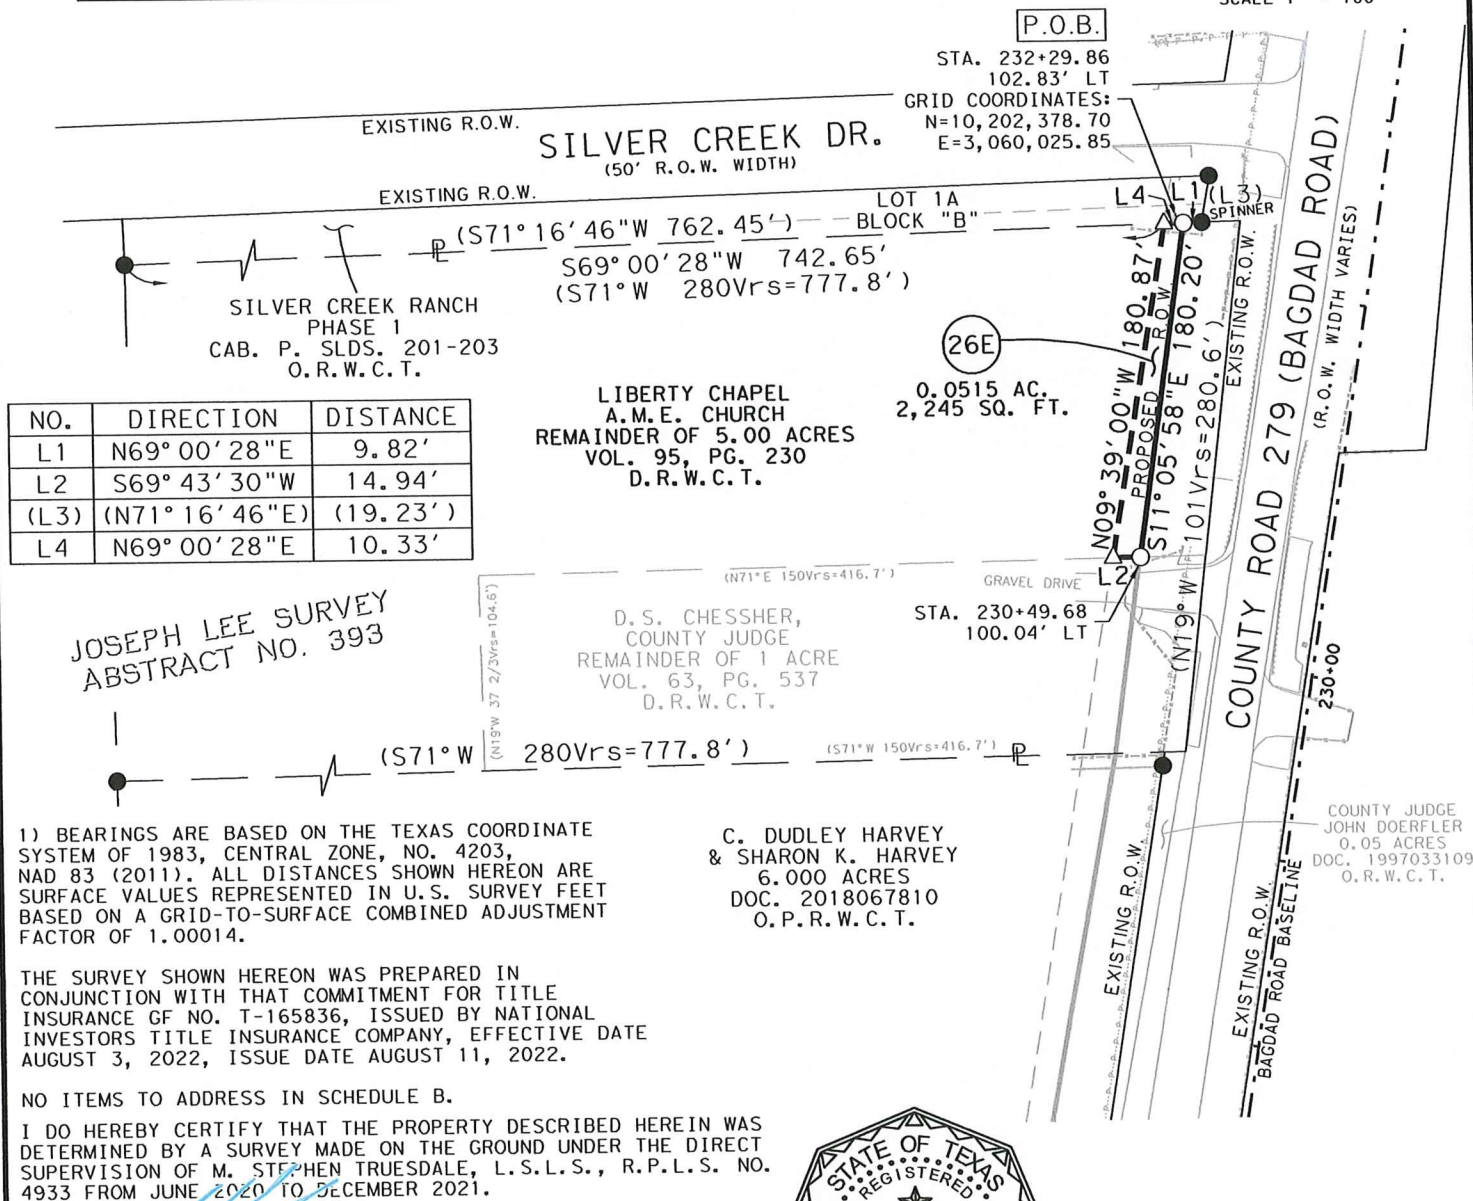 P.O.B.
STA. 232+29.86
102.83' LT
GRID COORDINATES:
N=10,202,378.70
E=3,060,025.85
EXISTING R.O.W.
SILVER CREEK DR.
(50' R.O.W. WIDTH)
EXISTING R.O.W.
LOT 1A
BLOCK "B"
L4
L1
(L3)
SPINNER
(S71°16'46"W 762.45')
S69°00'28"W 742.65'
(S71°W 280Vrs=777.8')
SILVER CREEK RANCH
PHASE 1
CAB. P. SLDS. 201-203
O.R.W.C.T.
26E
0.0515 AC.
2,245 SQ. FT.
LIBERTY CHAPEL
A.M.E. CHURCH
REMAINDER OF 5.00 ACRES
VOL. 95, PG. 230
D.R.W.C.T.
N09°39'00"W 180.87'
PROPOSED R.O.W.
S11°05'58"E 180.20'
(N19°W 101Vrs=280.6')
EXISTING R.O.W.
COUNTY ROAD 279 (BAGDAD ROAD)
(R.O.W. WIDTH VARIES)
NO. DIRECTION DISTANCE
L1 N69°00'28"E 9.82'
L2 S69°43'30"W 14.94'
(L3) (N71°16'46"E) (19.23')
L4 N69°00'28"E 10.33'
L2
(N71°E 150Vrs=416.7')
GRAVEL DRIVE
STA. 230+49.68
100.04' LT
JOSEPH LEE SURVEY
ABSTRACT NO. 393
(N19°W 37 2/3Vrs=104.6')
D.S. CHESSHER,
COUNTY JUDGE
REMAINDER OF 1 ACRE
VOL. 63, PG. 537
D.R.W.C.T.
230+00
(S71°W 280Vrs=777.8')
(S71°W 150Vrs=416.7')
COUNTY JUDGE
JOHN DOERFLER
0.05 ACRES
DOC. 1997033109
O.R.W.C.T.
C. DUDLEY HARVEY
& SHARON K. HARVEY
6.000 ACRES
DOC. 2018067810
O.P.R.W.C.T.
EXISTING R.O.W.
EXISTING R.O.W.
BAGDAD ROAD BASELINE
1) BEARINGS ARE BASED ON THE TEXAS COORDINATE
SYSTEM OF 1983, CENTRAL ZONE, NO. 4203,
NAD 83 (2011). ALL DISTANCES SHOWN HEREON ARE
SURFACE VALUES REPRESENTED IN U.S. SURVEY FEET
BASED ON A GRID-TO-SURFACE COMBINED ADJUSTMENT
FACTOR OF 1.00014.
THE SURVEY SHOWN HEREON WAS PREPARED IN
CONJUNCTION WITH THAT COMMITMENT FOR TITLE
INSURANCE GF NO. T-165836, ISSUED BY NATIONAL
INVESTORS TITLE INSURANCE COMPANY, EFFECTIVE DATE
AUGUST 3, 2022, ISSUE DATE AUGUST 11, 2022.
NO ITEMS TO ADDRESS IN SCHEDULE B.
I DO HEREBY CERTIFY THAT THE PROPERTY DESCRIBED HEREIN WAS
DETERMINED BY A SURVEY MADE ON THE GROUND UNDER THE DIRECT
SUPERVISION OF M. STEPHEN TRUESDALE, L.S.L.S., R.P.L.S. NO.
4933 FROM JUNE 2020 TO DECEMBER 2021.
STATE OF TEXAS
REGISTERED